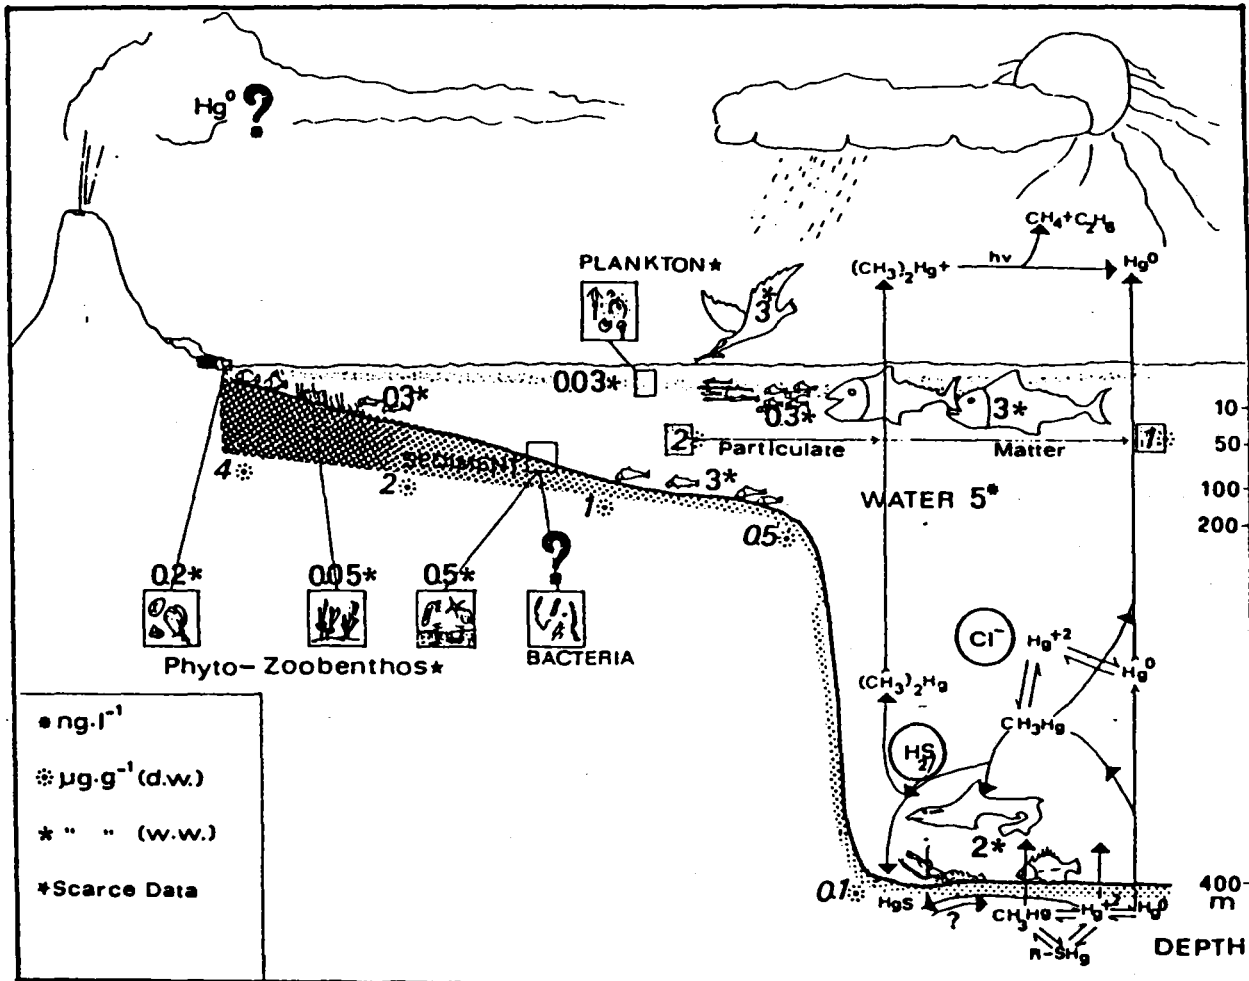 Hg⁰ ?
CH₄+C₂H₆
(CH₃)₂Hg+
hν
Hg⁰
PLANKTON*
3*
0.03*
0.3*
0.3*
3*
10
2
Particulate
Matter
1
50
SEDIMENT
4
2
1
3*
WATER 5*
100
200
0.5
?
0.2*
0.05*
0.5*
Phyto-Zoobenthos*
BACTERIA
Cl⁻
Hg⁺²
Hg⁰
(CH₃)₂Hg
CH₃Hg
HS
2*
• ng·l⁻¹
µg·g⁻¹ (d.w.)
* " " (w.w.)
*Scarce Data
0.1
400
m
HgS
?
CH₃Hg
Hg⁺²
Hg⁰
R-SHg
DEPTH